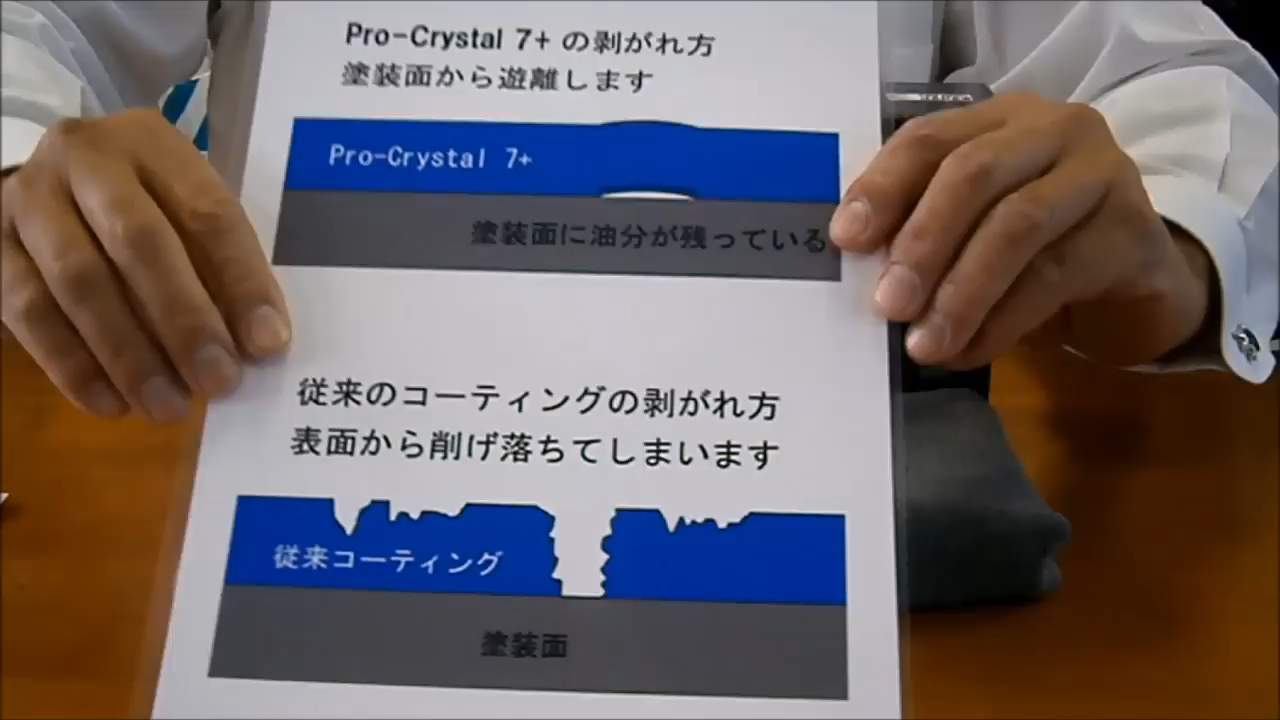 Pro-Crystal 7+ の剥がれ方
塗装面から遊離します
Pro-Crystal 7+
塗装面に油分が残っている
従来のコーティングの剥がれ方
表面から削げ落ちてしまいます
従来コーティング
塗装面